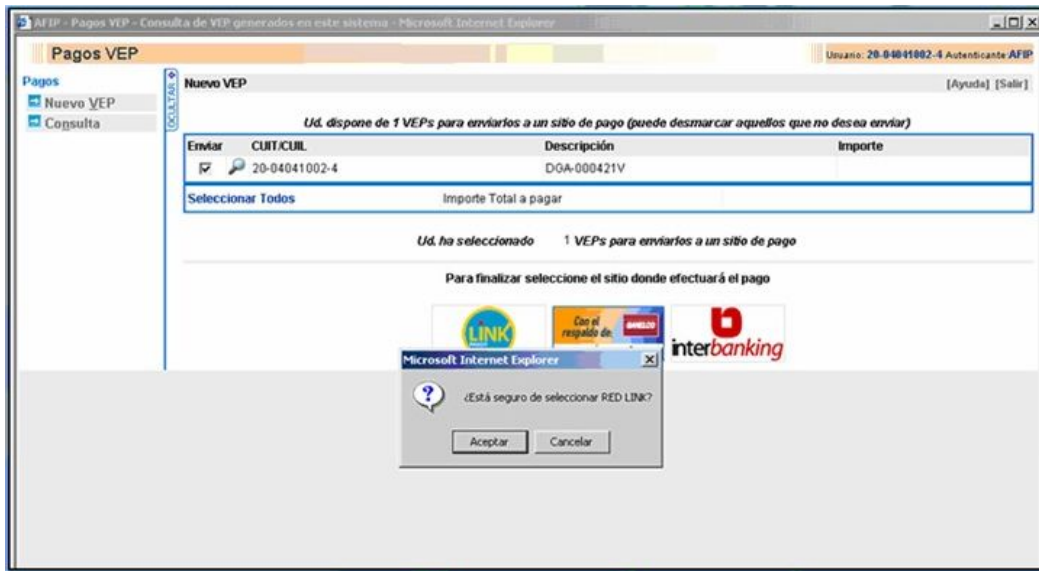 AFIP - Pagos VEP - Consulta de VEP generados en este sistema - Microsoft Internet Explorer
Pagos VEP
Usuario: 20-04041002-4 Autenticante: AFIP
Pagos
Nuevo VEP
Consulta
OCULTAR
Nuevo VEP
[Ayuda] [Salir]
Ud. dispone de 1 VEPs para enviarlos a un sitio de pago (puede desmarcar aquellos que no desea enviar)
Enviar CUIT/CUIL Descripción Importe
20-04041002-4 DGA-000421V
Seleccionar Todos Importe Total a pagar
Ud. ha seleccionado 1 VEPs para enviarlos a un sitio de pago
Para finalizar seleccione el sitio donde efectuará el pago
LINK
Con el
respaldo de:
BANELCO
interbanking
Microsoft Internet Explorer
¿Está seguro de seleccionar RED LINK?
Aceptar Cancelar